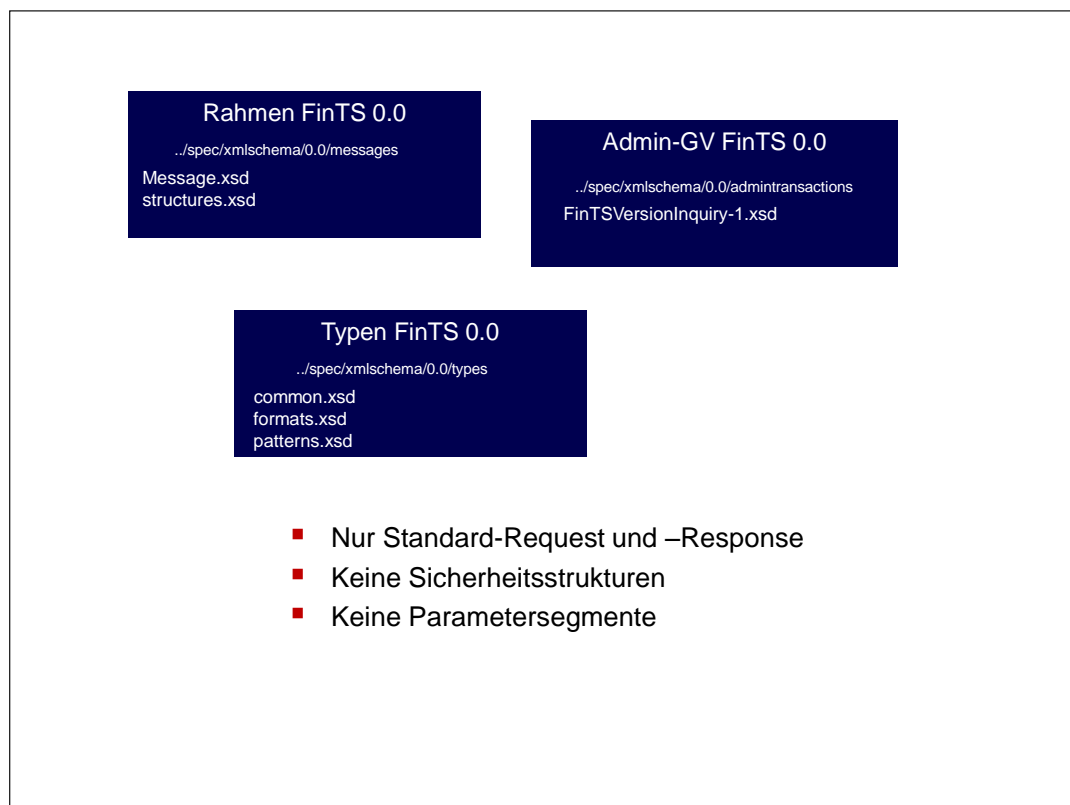 Rahmen FinTS 0.0
../spec/xmlschema/0.0/messages
Message.xsd
structures.xsd
Admin-GV FinTS 0.0
../spec/xmlschema/0.0/admintransactions
FinTSVersionInquiry-1.xsd
Typen FinTS 0.0
../spec/xmlschema/0.0/types
common.xsd
formats.xsd
patterns.xsd
▪ Nur Standard-Request und –Response
▪ Keine Sicherheitsstrukturen
▪ Keine Parametersegmente